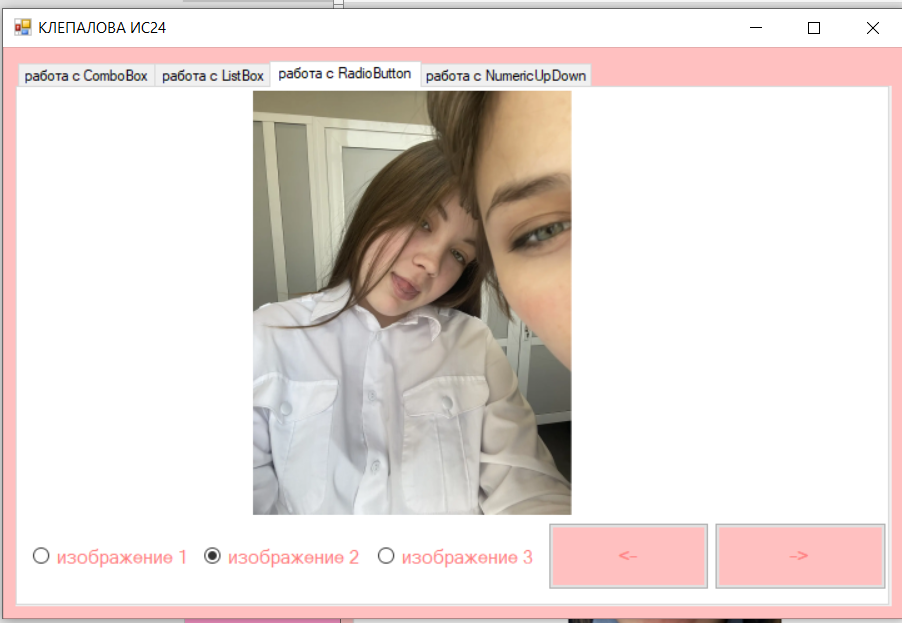 КЛЕПАЛОВА ИС24
работа с ComboBox работа с ListBox работа с RadioButton работа с NumericUpDown
изображение 1 изображение 2 изображение 3 <- ->